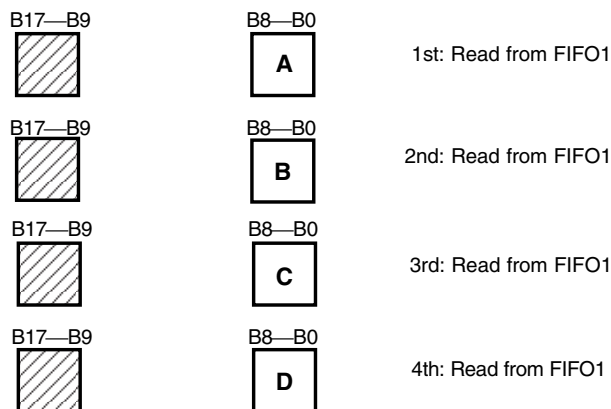 B17—B9 B8—B0
A 1st: Read from FIFO1
B17—B9 B8—B0
B 2nd: Read from FIFO1
B17—B9 B8—B0
C 3rd: Read from FIFO1
B17—B9 B8—B0
D 4th: Read from FIFO1